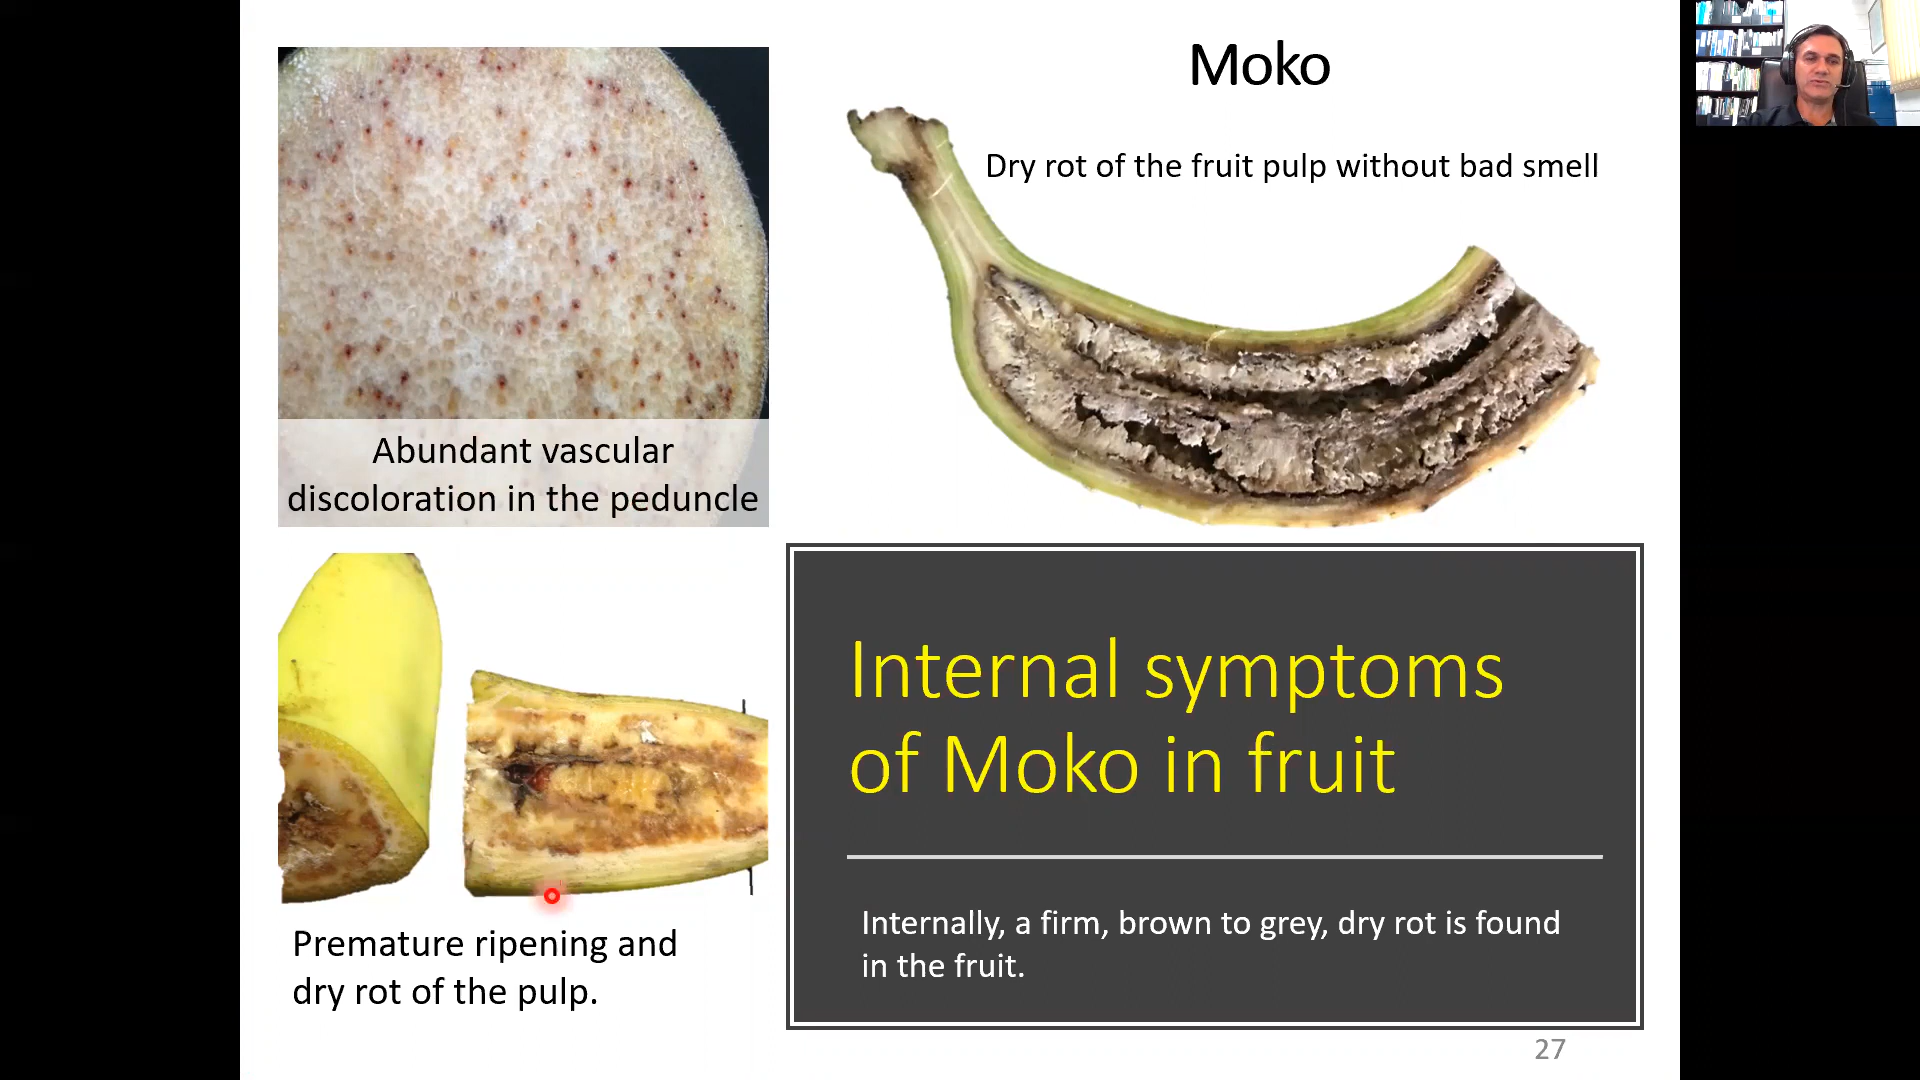 Moko
Dry rot of the fruit pulp without bad smell
Abundant vascular
discoloration in the peduncle
Premature ripening and
dry rot of the pulp.
Internal symptoms
of Moko in fruit
Internally, a firm, brown to grey, dry rot is found
in the fruit.
27